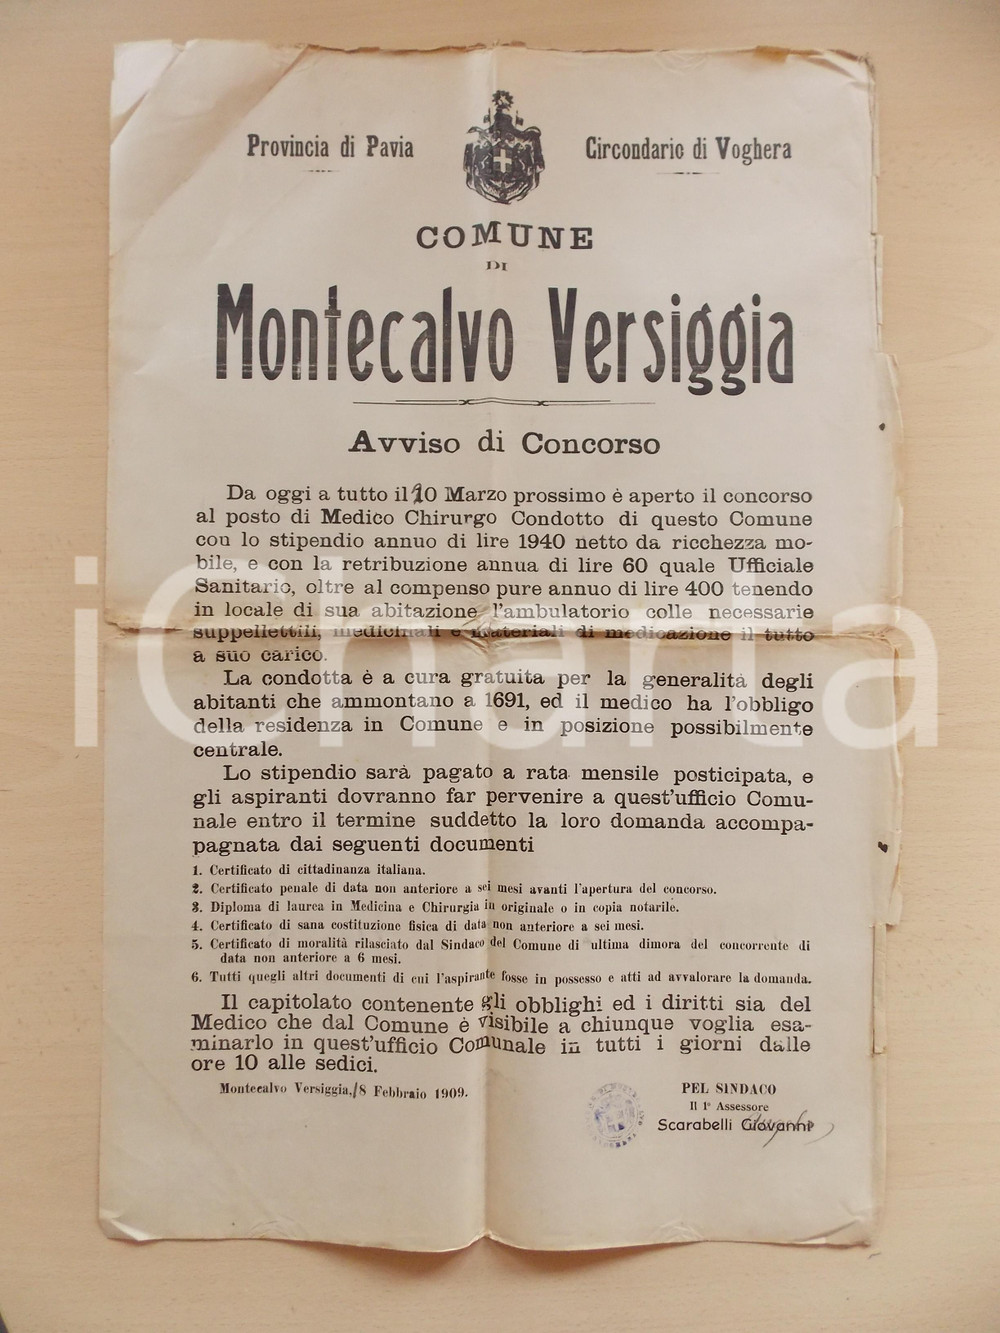 Provincia di Pavia
Circondario di Voghera
COMUNE
DI
Montecalvo Versiggia
Avviso di Concorso
Da oggi a tutto il 20 Marzo prossimo è aperto il concorso
al posto di Medico Chirurgo Condotto di questo Comune
con lo stipendio annuo di lire 1940 netto da ricchezza mo-
bile, e con la retribuzione annua di lire 60 quale Ufficiale
Sanitario, oltre al compenso pure annuo di lire 400 tenendo
in locale di sua abitazione l'ambulatorio colle necessarie
suppellettili, medicinali e materiali di medicazione il tutto
a suo carico.
La condotta è a cura gratuita per la generalità degli
abitanti che ammontano a 1691, ed il medico ha l'obbligo
della residenza in Comune e in posizione possibilmente
centrale.
Lo stipendio sarà pagato a rata mensile posticipata, e
gli aspiranti dovranno far pervenire a quest'ufficio Comu-
nale entro il termine suddetto la loro domanda accompa-
pagnata dai seguenti documenti
1. Certificato di cittadinanza italiana.
2. Certificato penale di data non anteriore a sei mesi avanti l'apertura del concorso.
3. Diploma di laurea in Medicina e Chirurgia in originale o in copia notarile.
4. Certificato di sana costituzione fisica di data non anteriore a sei mesi.
5. Certificato di moralità rilasciato dal Sindaco del Comune di ultima dimora del concorrente di
data non anteriore a 6 mesi.
6. Tutti quegli altri documenti di cui l'aspirante fosse in possesso e atti ad avvalorare la domanda.
Il capitolato contenente gli obblighi ed i diritti sia del
Medico che dal Comune è visibile a chiunque voglia esa-
minarlo in quest'ufficio Comunale in tutti i giorni dalle
ore 10 alle sedici.
Montecalvo Versiggia, 18 Febbraio 1909.
PEL SINDACO
Il 1° Assessore
Scarabelli Giovanni
iCharta